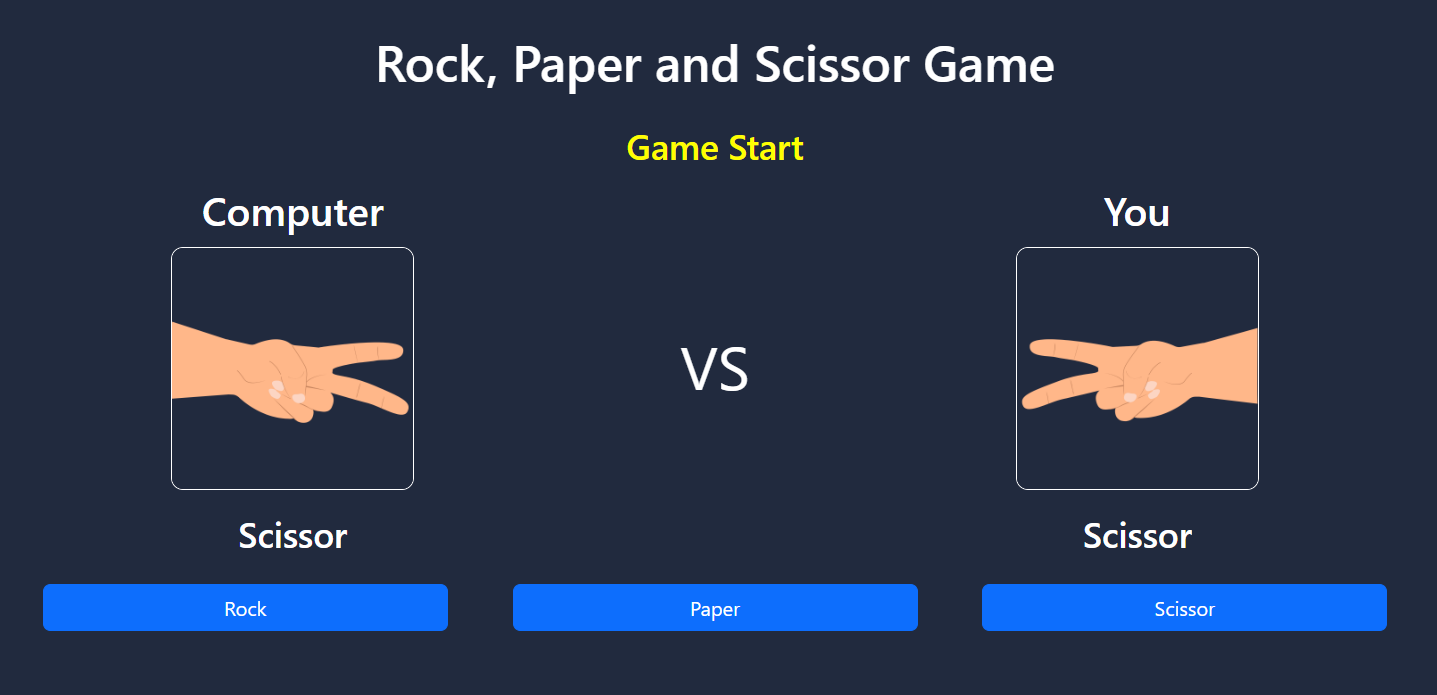 Rock, Paper and Scissor Game
Game Start
Computer
You
VS
Scissor
Scissor
Rock
Paper
Scissor